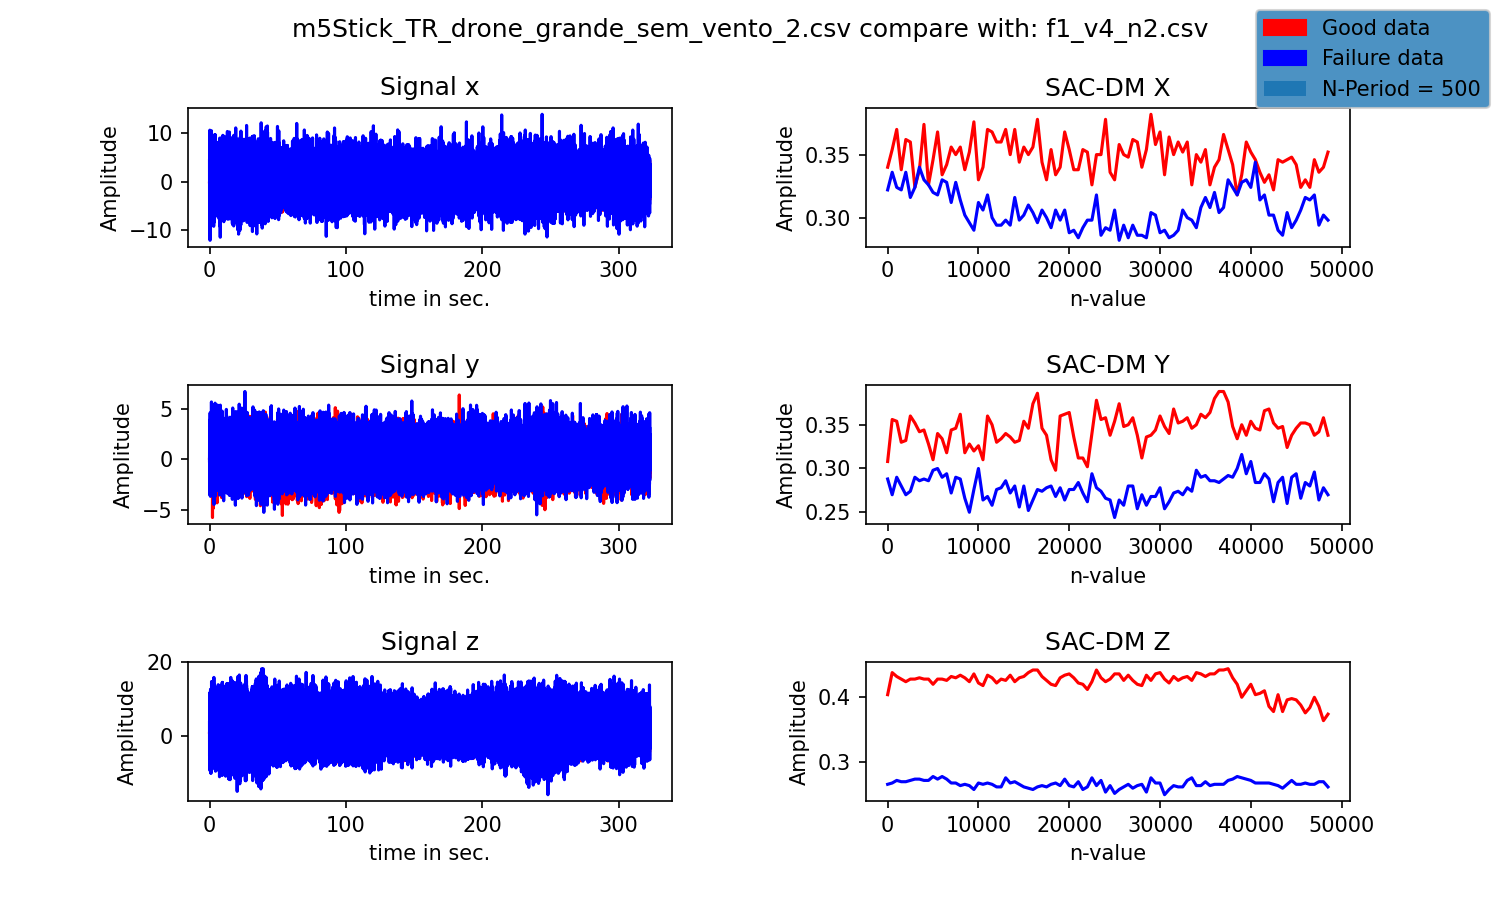 m5Stick_TR_drone_grande_sem_vento_2.csv compare with: f1_v4_n2.csv
Good data
Failure data
N-Period = 500
Signal x
Amplitude
10
0
−10
0 100 200 300
time in sec.
SAC-DM X
Amplitude
0.35
0.30
0 10000 20000 30000 40000 50000
n-value
Signal y
Amplitude
5
0
−5
0 100 200 300
time in sec.
SAC-DM Y
Amplitude
0.35
0.30
0.25
0 10000 20000 30000 40000 50000
n-value
Signal z
Amplitude
20
0
0 100 200 300
time in sec.
SAC-DM Z
Amplitude
0.4
0.3
0 10000 20000 30000 40000 50000
n-value